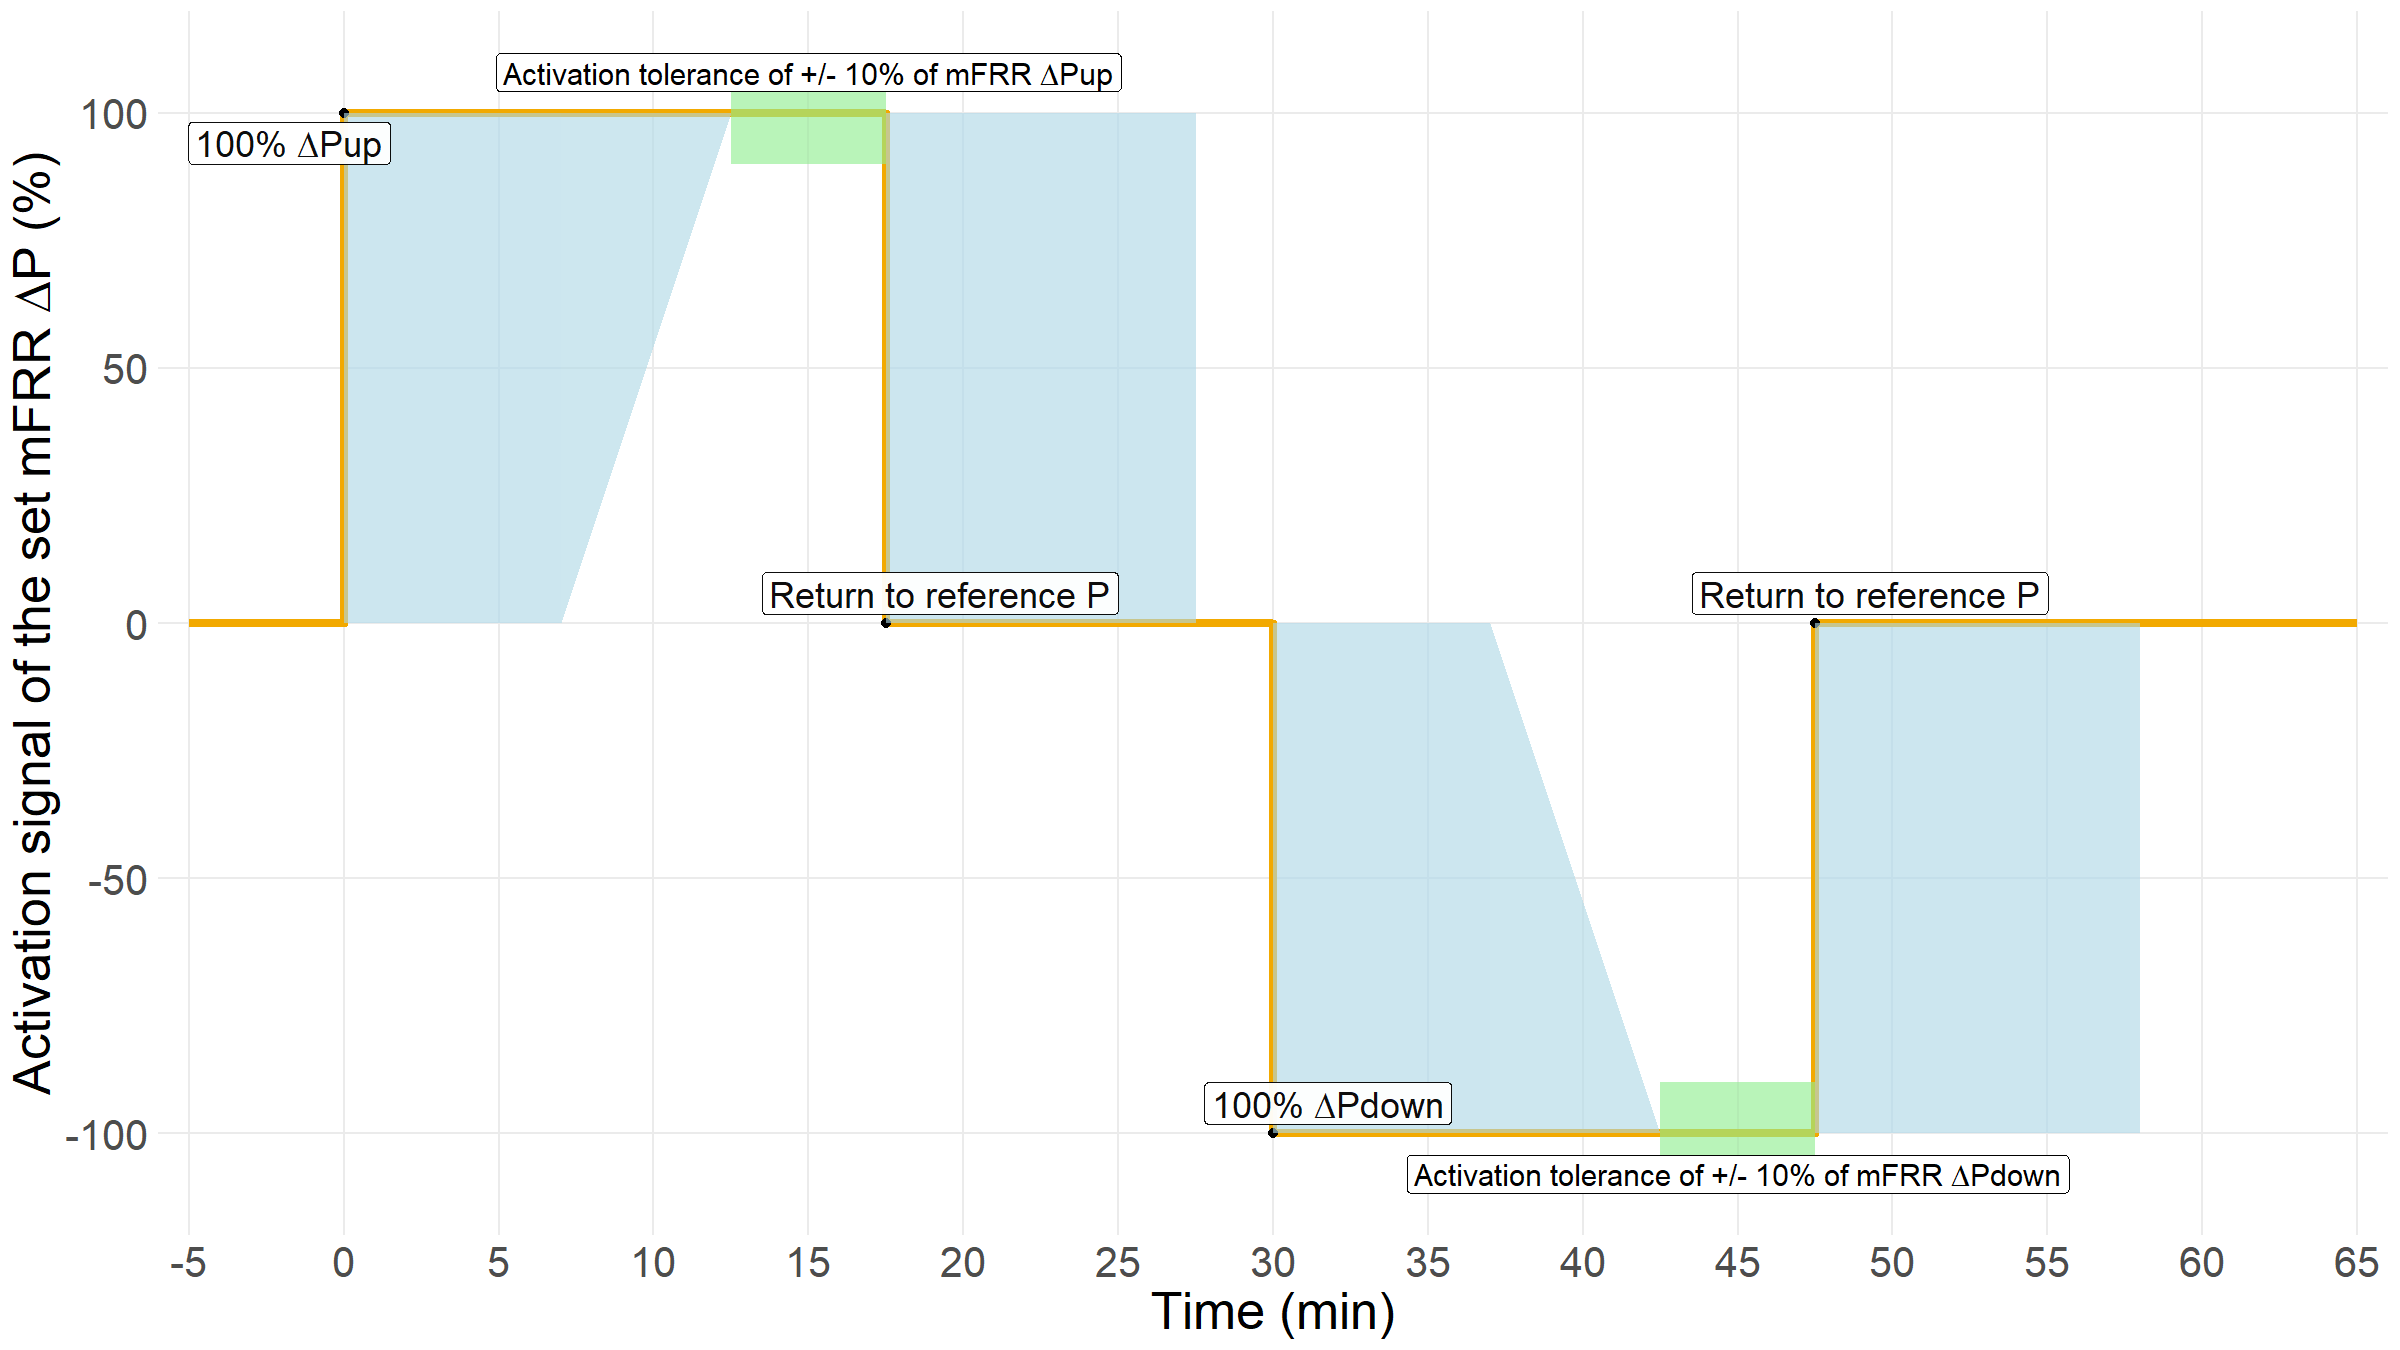 Activation tolerance of +/- 10% of mFRR ΔPup
100% ΔPup
Return to reference P
Return to reference P
100% ΔPdown
Activation tolerance of +/- 10% of mFRR ΔPdown
Activation signal of the set mFRR ΔP (%)
100
50
0
-50
-100
-5 0 5 10 15 20 25 30 35 40 45 50 55 60 65
Time (min)